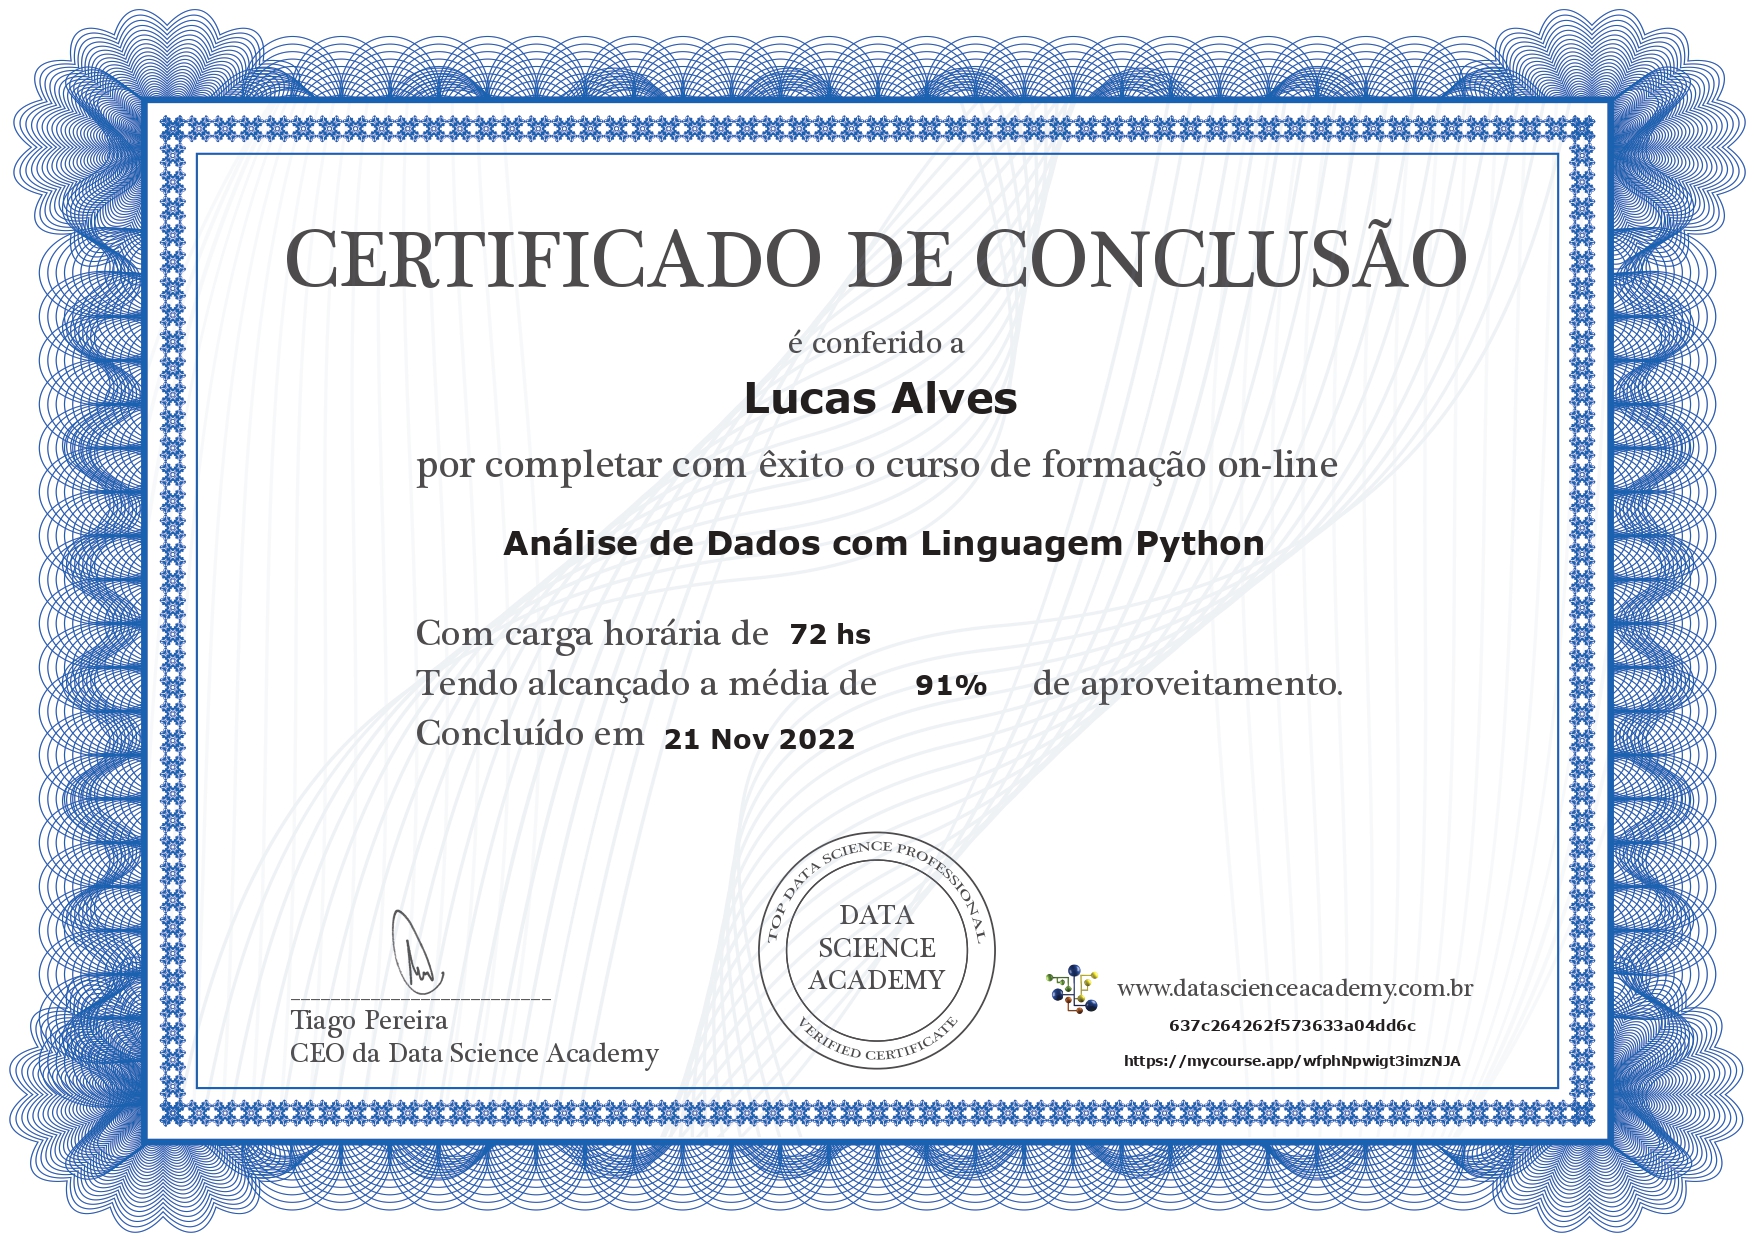 CERTIFICADO DE CONCLUSÃO
é conferido a
Lucas Alves
por completar com êxito o curso de formação on-line
Análise de Dados com Linguagem Python
Com carga horária de 72 hs
Tendo alcançado a média de 91% de aproveitamento.
Concluído em 21 Nov 2022
TOP DATA SCIENCE PROFESSIONAL
DATA
SCIENCE
ACADEMY
VERIFIED CERTIFICATE
Tiago Pereira
CEO da Data Science Academy
www.datascienceacademy.com.br
637c264262f573633a04dd6c
https://mycourse.app/wfphNpwigt3imzNJA